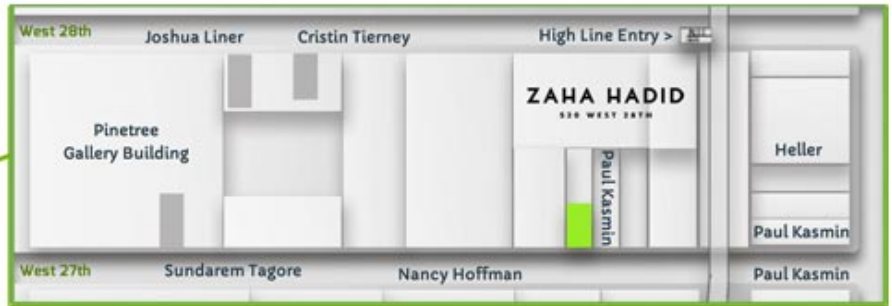 West 28th
Joshua Liner
Cristin Tierney
High Line Entry >
ZAHA HADID
520 WEST 28TH
Pinetree
Gallery Building
Paul Kasmin
Heller
Paul Kasmin
West 27th
Sundarem Tagore
Nancy Hoffman
Paul Kasmin